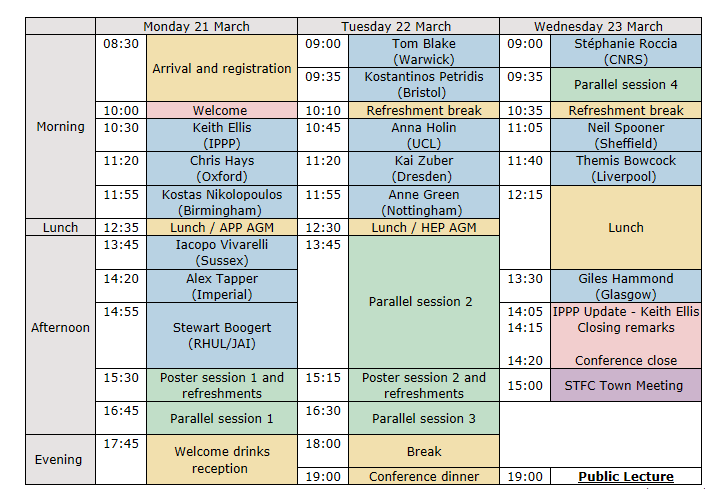 Monday 21 March Tuesday 22 March Wednesday 23 March
08:30 Arrival and registration 09:00 Tom Blake 09:00 Stéphanie Roccia
(Warwick) (CNRS)
09:35 Kostantinos Petridis 09:35 Parallel session 4
(Bristol)
10:00 Welcome 10:10 Refreshment break 10:35 Refreshment break
Morning 10:30 Keith Ellis 10:45 Anna Holin 11:05 Neil Spooner
(IPPP) (UCL) (Sheffield)
11:20 Chris Hays 11:20 Kai Zuber 11:40 Themis Bowcock
(Oxford) (Dresden) (Liverpool)
11:55 Kostas Nikolopoulos 11:55 Anne Green 12:15 Lunch
(Birmingham) (Nottingham)
Lunch 12:35 Lunch / APP AGM 12:30 Lunch / HEP AGM
13:45 Iacopo Vivarelli 13:45 Parallel session 2
(Sussex)
14:20 Alex Tapper 13:30 Giles Hammond
(Imperial) (Glasgow)
14:55 Stewart Boogert 14:05 IPPP Update - Keith Ellis
Afternoon (RHUL/JAI) 14:15 Closing remarks
14:20 Conference close
15:30 Poster session 1 and 15:15 Poster session 2 and 15:00 STFC Town Meeting
refreshments refreshments
16:45 Parallel session 1 16:30 Parallel session 3
Evening 17:45 Welcome drinks 18:00 Break
reception 19:00 Conference dinner 19:00 Public Lecture